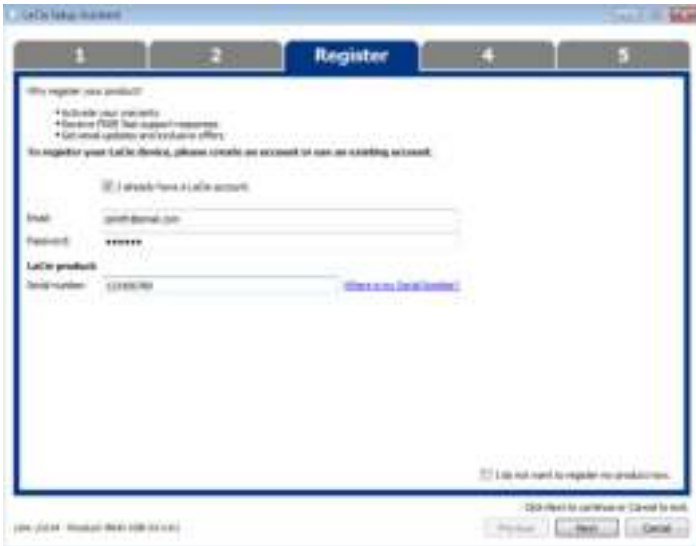 LaCie Setup Assistant
1 2 Register 4 5
Why register your product?
• Activate your warranty
• Receive FREE fast support responses
• Get email updates and exclusive offers
To register your LaCie device, please create an account or use an existing account.
I already have a LaCie account
Email
Password: ••••••
LaCie product:
Serial number: 123456789 Where is my Serial Number?
I do not want to register my product now.
Click Next to continue or Cancel to exit.
Previous Next Cancel